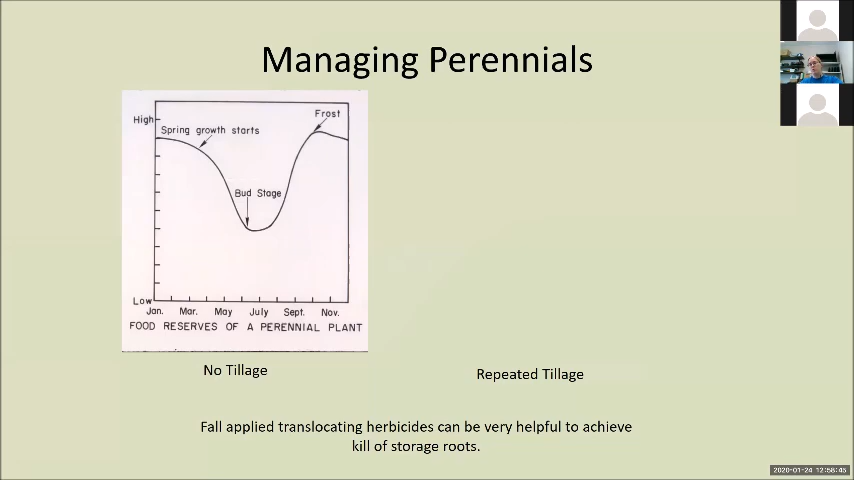 Managing Perennials
High
Spring growth starts
Frost
Bud Stage
Low
Jan. Mar. May July Sept. Nov.
FOOD RESERVES OF A PERENNIAL PLANT
No Tillage
Repeated Tillage
Fall applied translocating herbicides can be very helpful to achieve
kill of storage roots.
2020-01-24 12:58:45